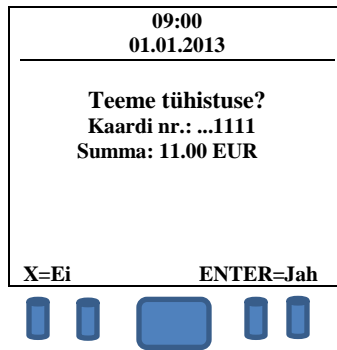 09:00
01.01.2013
Teeme tühistuse?
Kaardi nr.: ...1111
Summa: 11.00 EUR
X=Ei ENTER=Jah